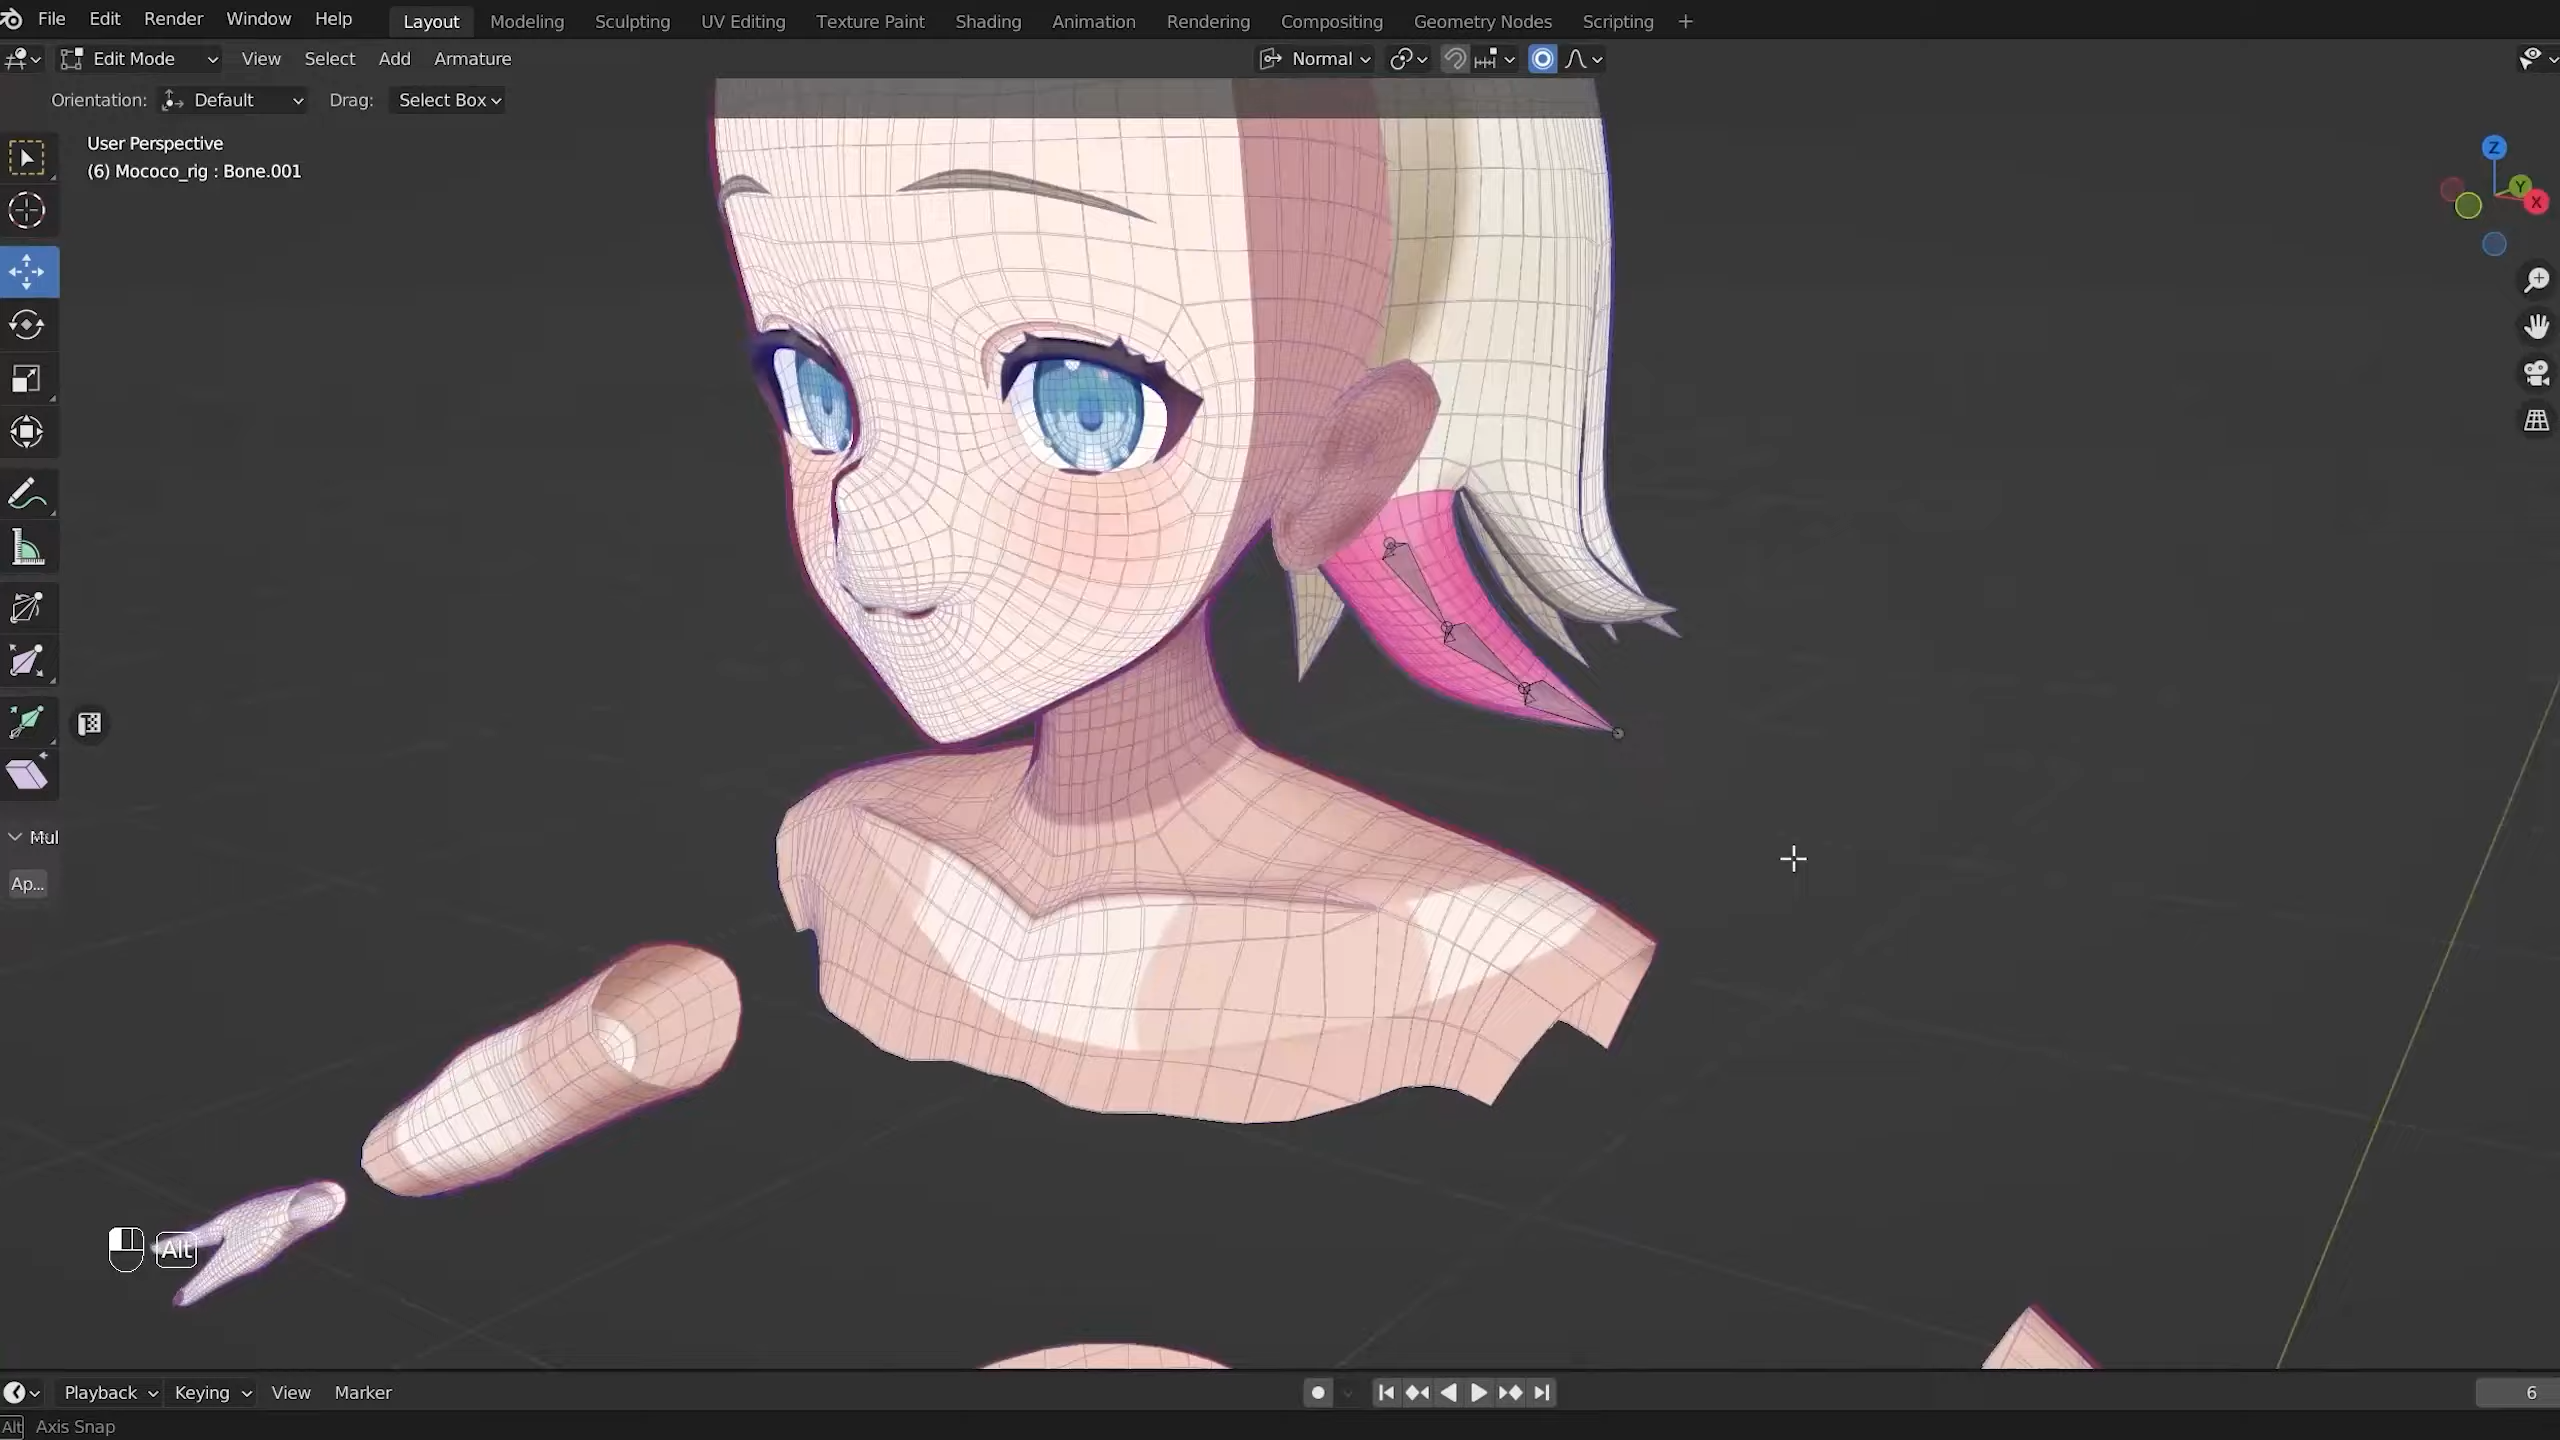 File Edit Render Window Help Layout Modeling Sculpting UV Editing Texture Paint Shading Animation Rendering Compositing Geometry Nodes Scripting +
Edit Mode View Select Add Armature Normal
Orientation: Default Drag: Select Box
User Perspective
(6) Mococo_rig : Bone.001
Z
Y
X
Mul
Ap...
Alt
Playback Keying View Marker 6
Alt Axis Snap